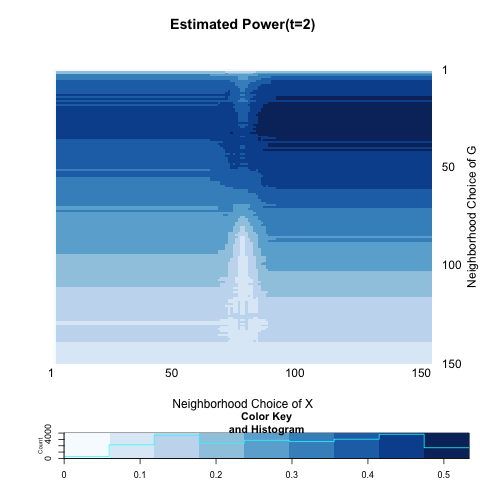 Estimated Power(t=2)
1
50
100
150
Neighborhood Choice of G
1
50
100
150
Neighborhood Choice of X
Color Key
and Histogram
Count
0
4000
0
0.1
0.2
0.3
0.4
0.5